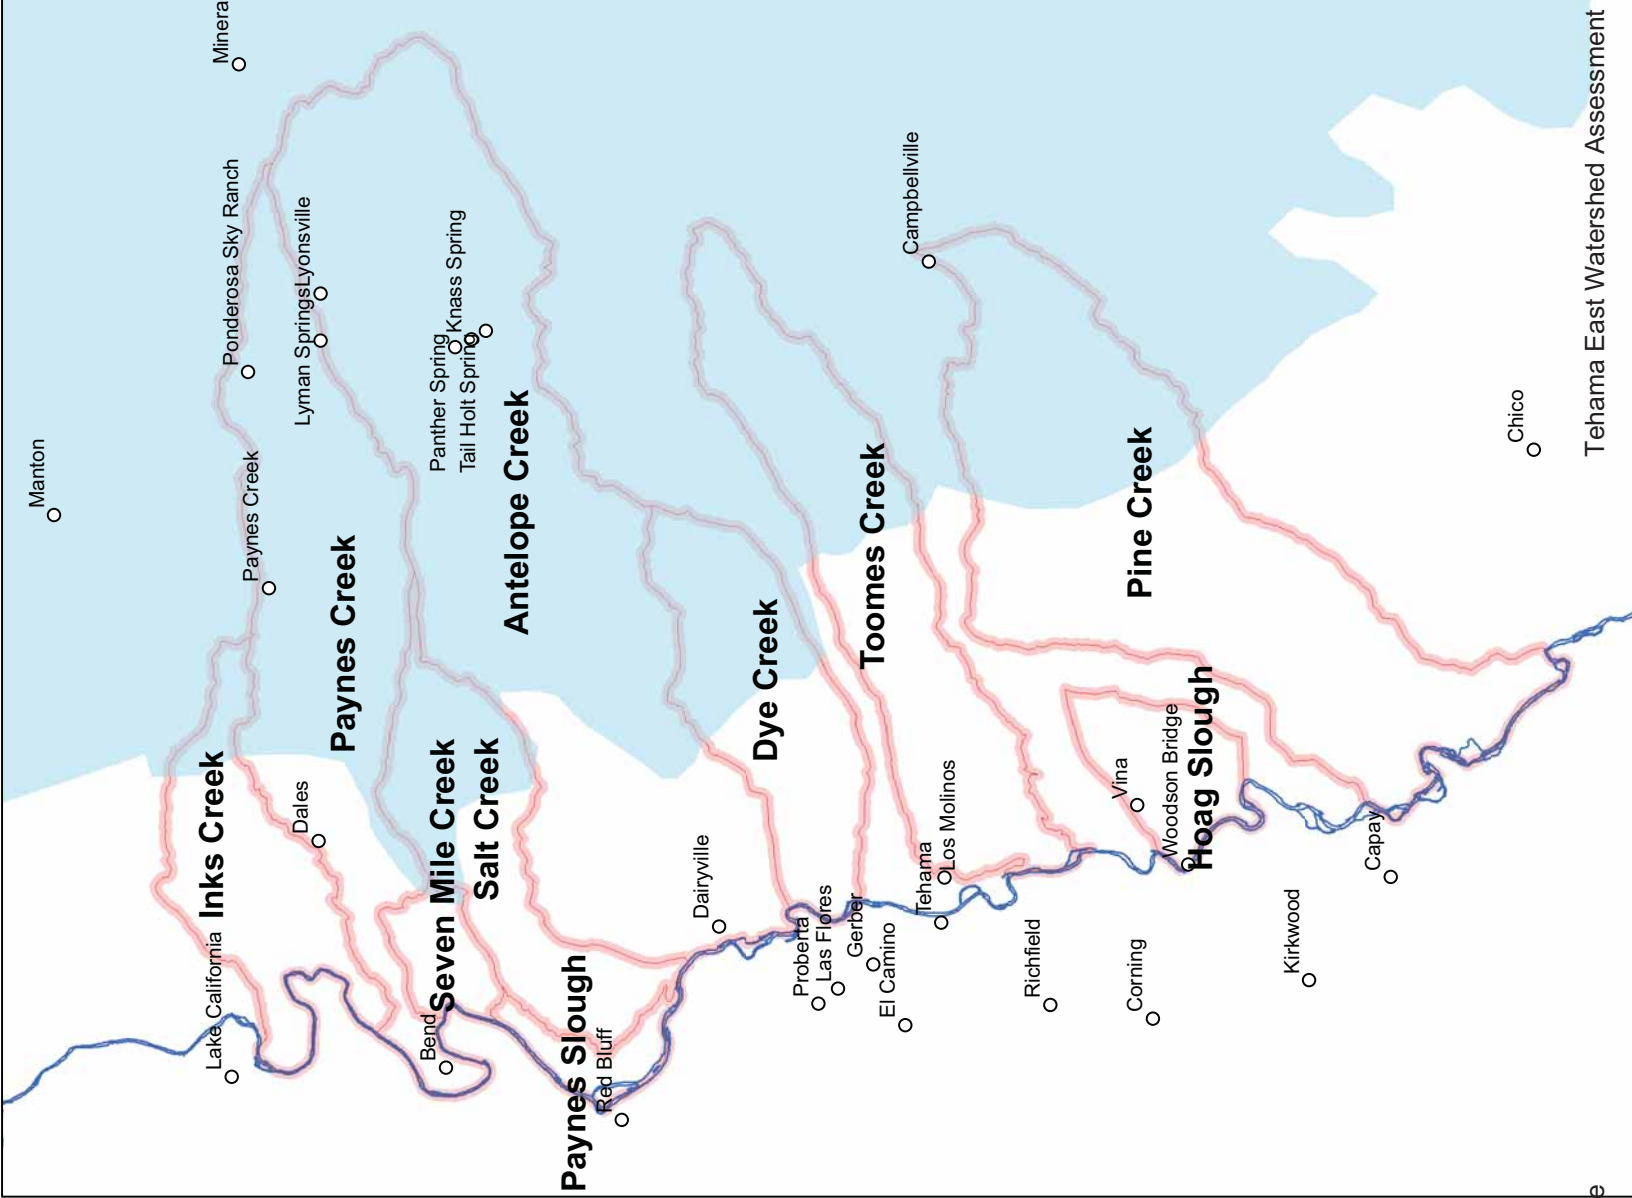 Mineral
Manton
Ponderosa Sky Ranch
Lyonsville
Lyman Springs
Knass Spring
Panther Spring
Tail Holt Spring
Campbellville
Paynes Creek
Chico
Paynes Creek
Antelope Creek
Toomes Creek
Pine Creek
Dye Creek
Inks Creek
Dales
Seven Mile Creek
Salt Creek
Hoag Slough
Woodson Bridge
Vina
Los Molinos
Tehama
Dairyville
Capay
Lake California
Bend
Paynes Slough
Red Bluff
Proberta
Las Flores
Gerber
El Camino
Richfield
Corning
Kirkwood
Tehama East Watershed Assessment
e